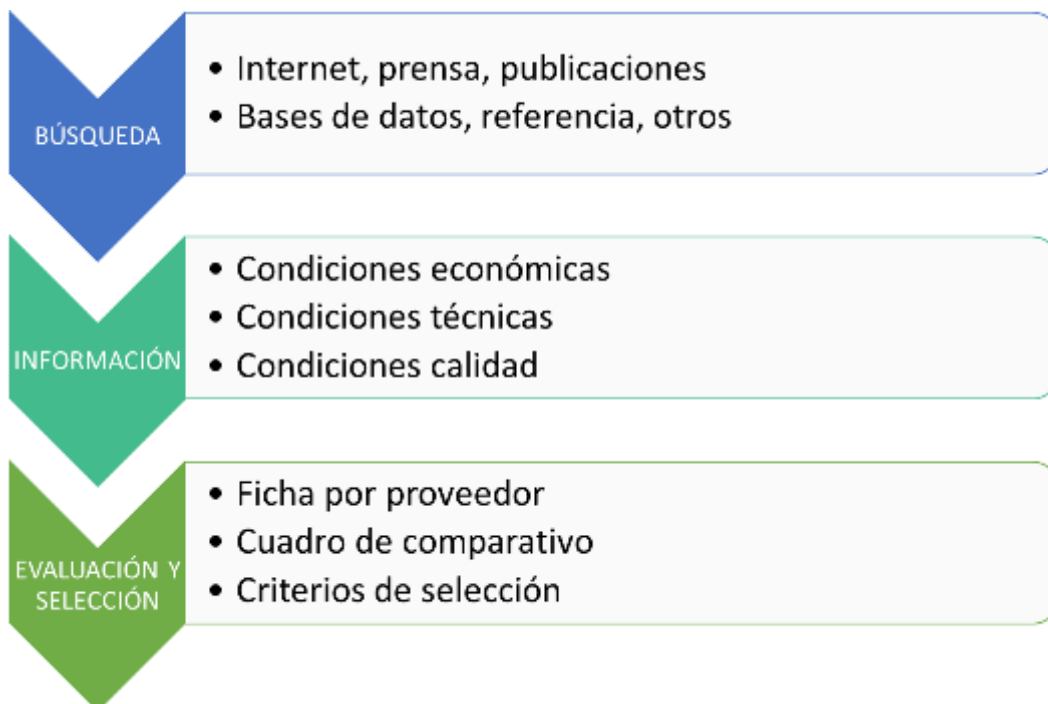 BÚSQUEDA
• Internet, prensa, publicaciones
• Bases de datos, referencia, otros
INFORMACIÓN
• Condiciones económicas
• Condiciones técnicas
• Condiciones calidad
EVALUACIÓN Y
SELECCIÓN
• Ficha por proveedor
• Cuadro de comparativo
• Criterios de selección